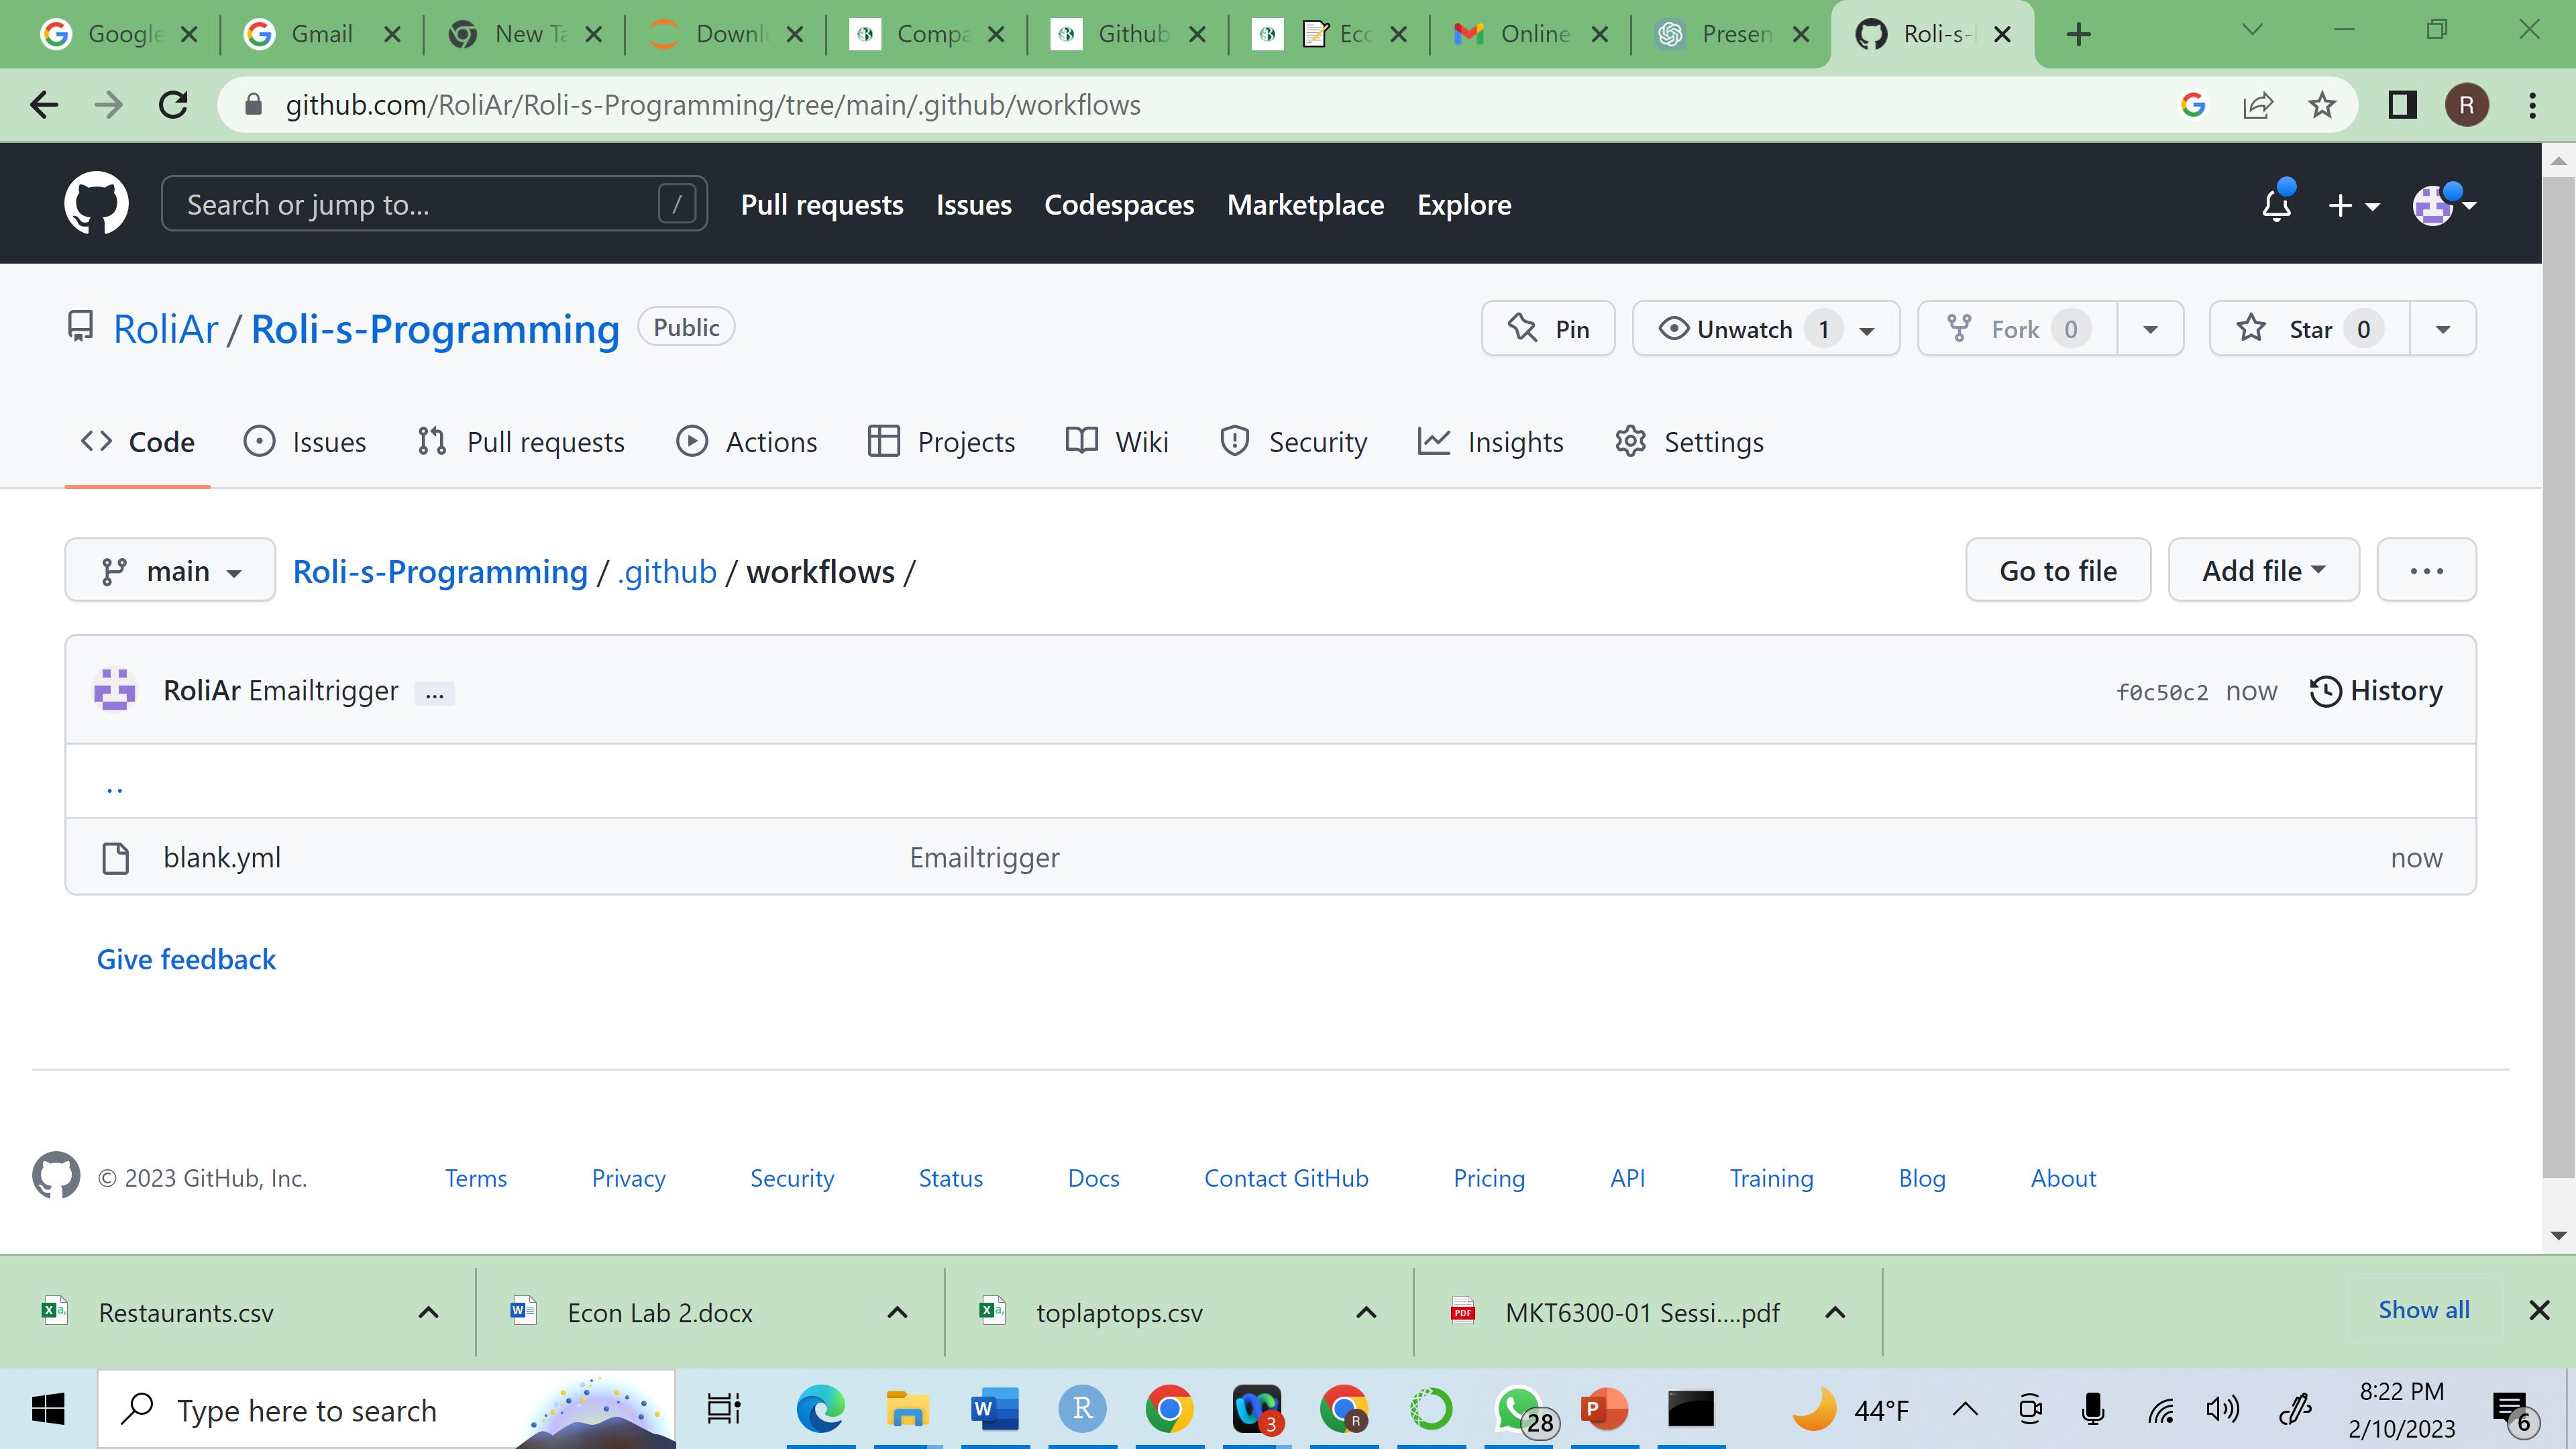 Google
Gmail
New Ta
Downlo
Compa
Github
Ecc
Online
Presen
Roli-s-
github.com/RoliAr/Roli-s-Programming/tree/main/.github/workflows
R
Search or jump to...
/
Pull requests
Issues
Codespaces
Marketplace
Explore
RoliAr / Roli-s-Programming
Public
Pin
Unwatch 1
Fork 0
Star 0
Code
Issues
Pull requests
Actions
Projects
Wiki
Security
Insights
Settings
main
Roli-s-Programming / .github / workflows /
Go to file
Add file
...
RoliAr Emailtrigger ...
f0c50c2 now
History
..
blank.yml
Emailtrigger
now
Give feedback
© 2023 GitHub, Inc.
Terms
Privacy
Security
Status
Docs
Contact GitHub
Pricing
API
Training
Blog
About
Restaurants.csv
Econ Lab 2.docx
toplaptops.csv
MKT6300-01 Sessi....pdf
Show all
Type here to search
3
R
28
44°F
8:22 PM
2/10/2023
6